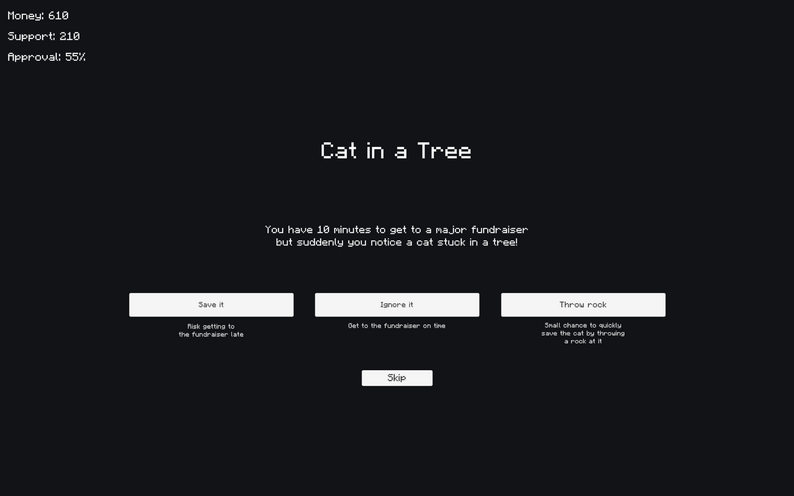 Money: 610
Support: 210
Approval: 55%
Cat in a Tree
You have 10 minutes to get to a major fundraiser
but suddenly you notice a cat stuck in a tree!
Save it
Ignore it
Throw rock
Risk getting to
the fundraiser late
Get to the fundraiser on time
Small chance to quickly
save the cat by throwing
a rock at it
Skip